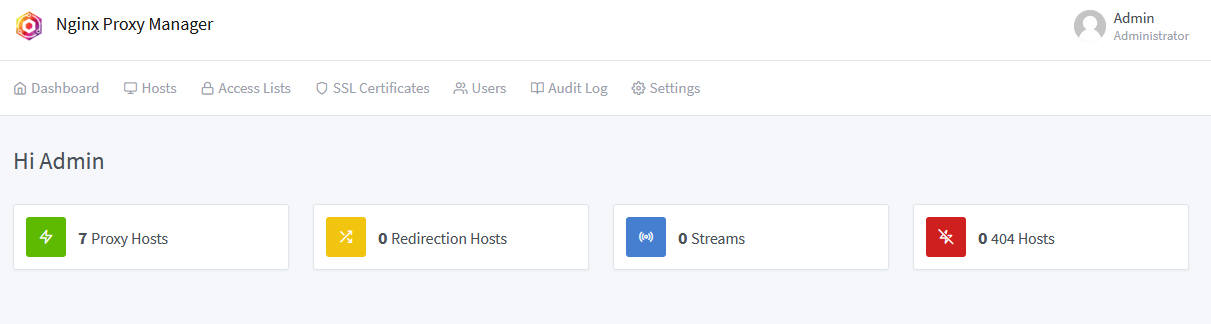 Nginx Proxy Manager
Admin
Administrator
Dashboard Hosts Access Lists SSL Certificates Users Audit Log Settings
Hi Admin
7 Proxy Hosts 0 Redirection Hosts 0 Streams 0 404 Hosts